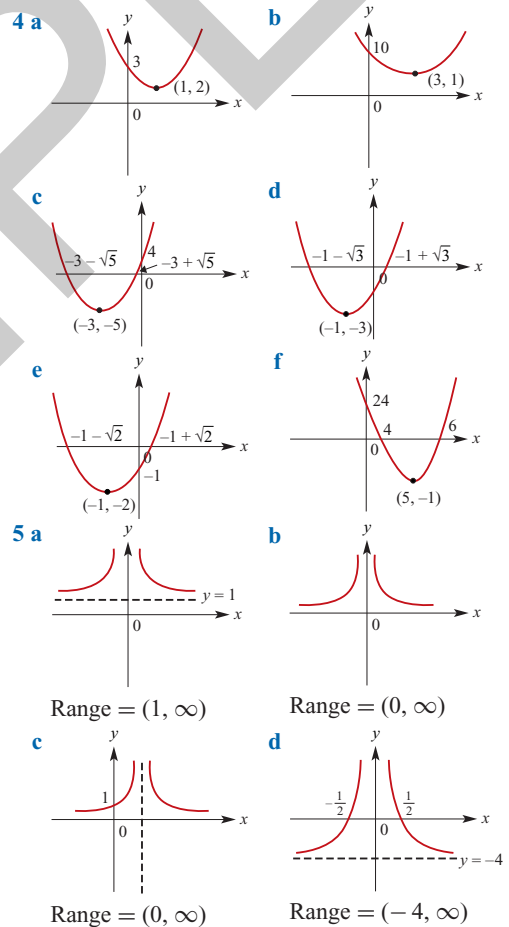 4 a
y
3
(1, 2)
0
x
b
y
10
(3, 1)
0
x
c
y
–3 – √5
4
–3 + √5
0
x
(–3, –5)
d
y
–1 – √3
–1 + √3
0
x
(–1, –3)
e
y
–1 – √2
–1 + √2
0
x
–1
(–1, –2)
f
y
24
4
6
0
x
(5, –1)
5 a
y
y = 1
x
0
Range = (1, ∞)
b
y
x
0
Range = (0, ∞)
c
y
1
0
x
Range = (0, ∞)
d
y
–1/2
1/2
0
x
y = –4
Range = (– 4, ∞)